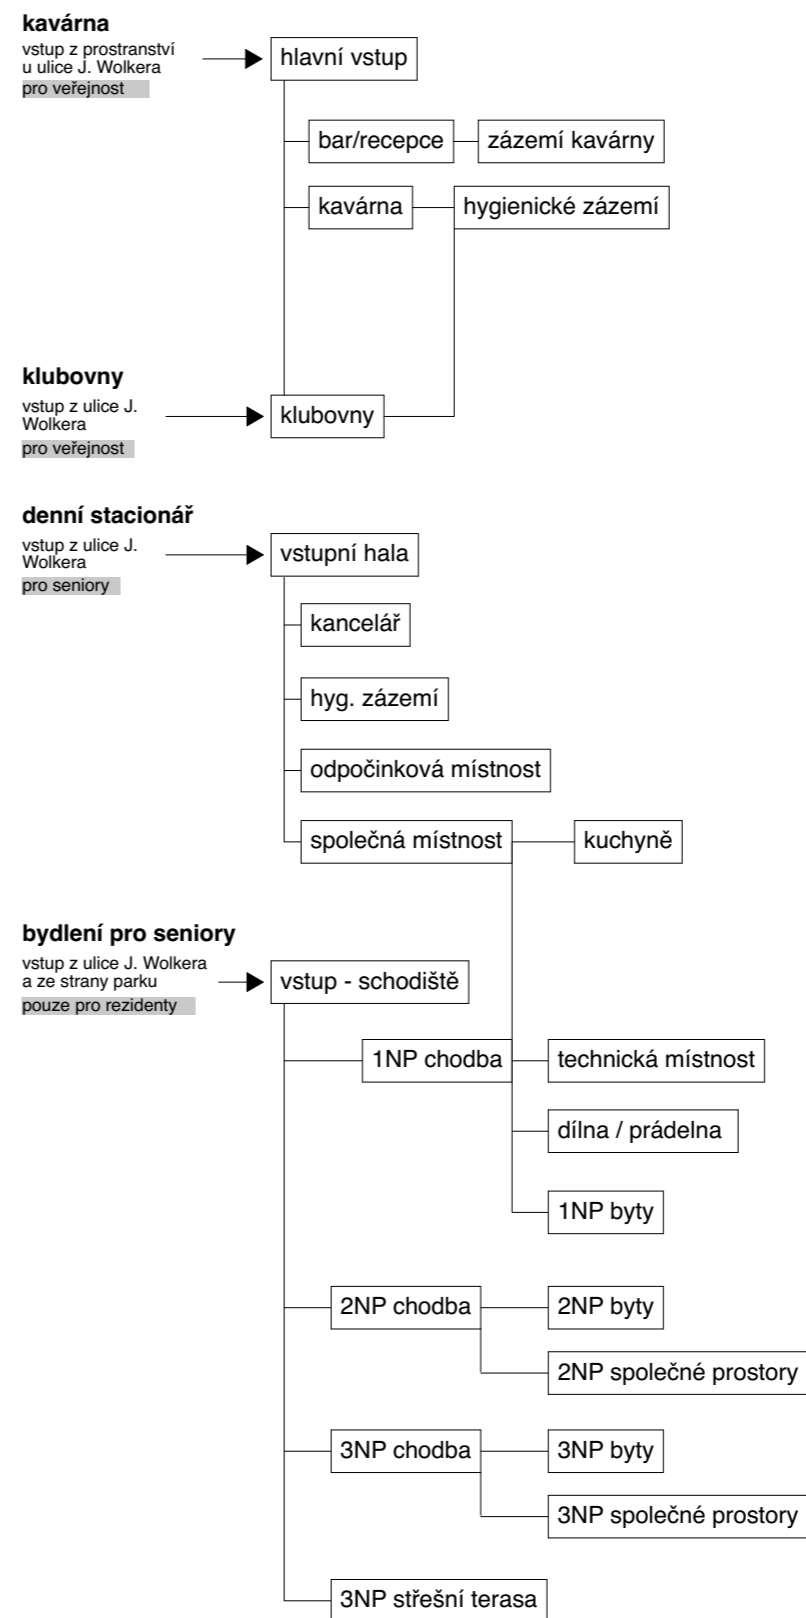 kavárna
vstup z prostranství
u ulice J. Wolkera
pro veřejnost
hlavní vstup
bar/recepce
zázemí kavárny
kavárna
hygienické zázemí
klubovny
vstup z ulice J.
Wolkera
pro veřejnost
klubovny
denní stacionář
vstup z ulice J.
Wolkera
pro seniory
vstupní hala
kancelář
hyg. zázemí
odpočinková místnost
společná místnost
kuchyně
bydlení pro seniory
vstup z ulice J. Wolkera
a ze strany parku
pouze pro rezidenty
vstup - schodiště
1NP chodba
technická místnost
dílna / prádelna
1NP byty
2NP chodba
2NP byty
2NP společné prostory
3NP chodba
3NP byty
3NP společné prostory
3NP střešní terasa